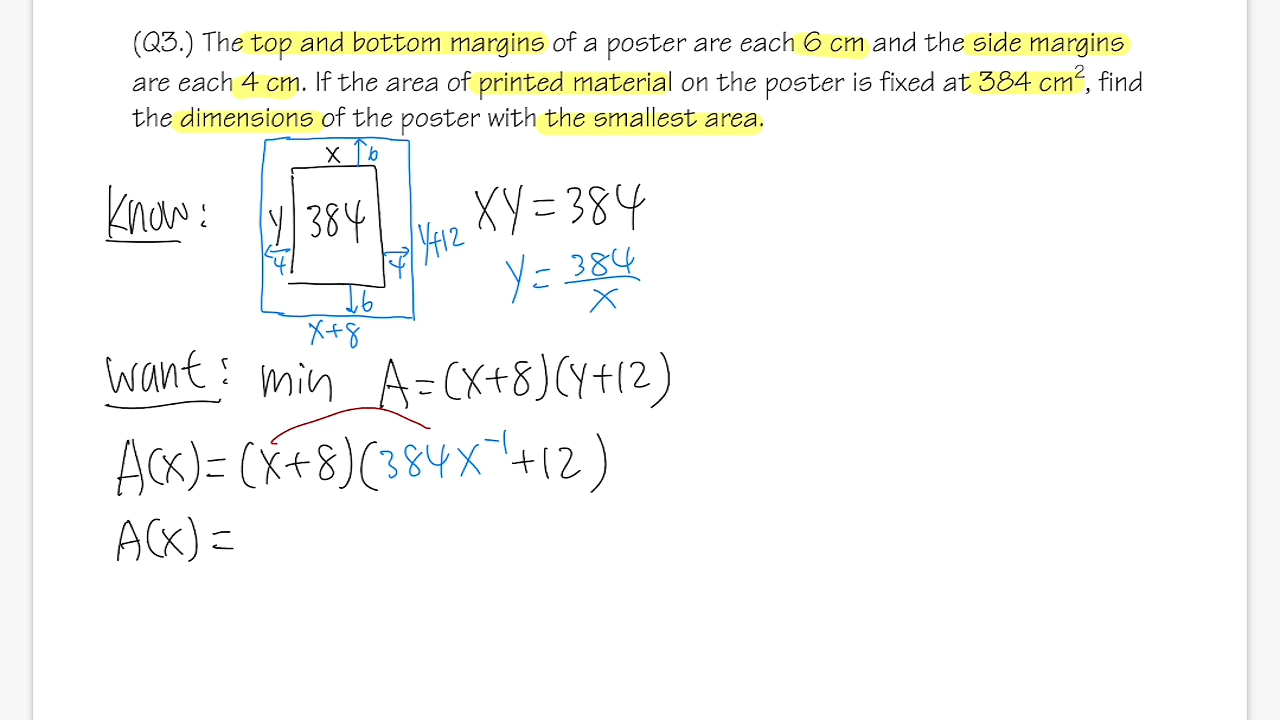 (Q3.) The top and bottom margins of a poster are each 6 cm and the side margins
are each 4 cm. If the area of printed material on the poster is fixed at 384 cm², find
the dimensions of the poster with the smallest area.
X 6
Know: Y 384 XY = 384
4 4 Y+12 Y = 384/X
6
X+8
Want: min A = (X+8)(Y+12)
A(X) = (X+8)(384X⁻¹+12)
A(X) =